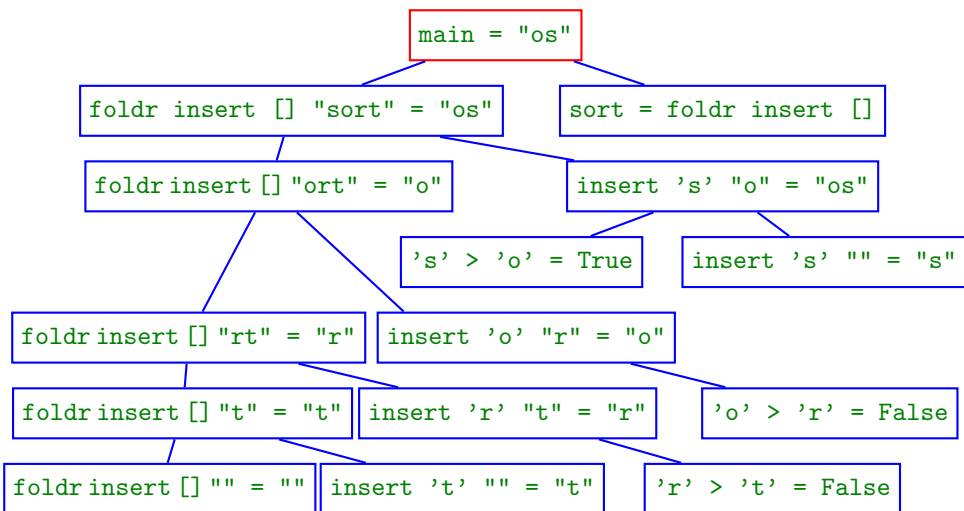 main = "os"
foldr insert [] "sort" = "os"
sort = foldr insert []
foldr insert [] "ort" = "o"
insert 's' "o" = "os"
's' > 'o' = True
insert 's' "" = "s"
foldr insert [] "rt" = "r"
insert 'o' "r" = "o"
foldr insert [] "t" = "t"
insert 'r' "t" = "r"
'o' > 'r' = False
foldr insert [] "" = ""
insert 't' "" = "t"
'r' > 't' = False